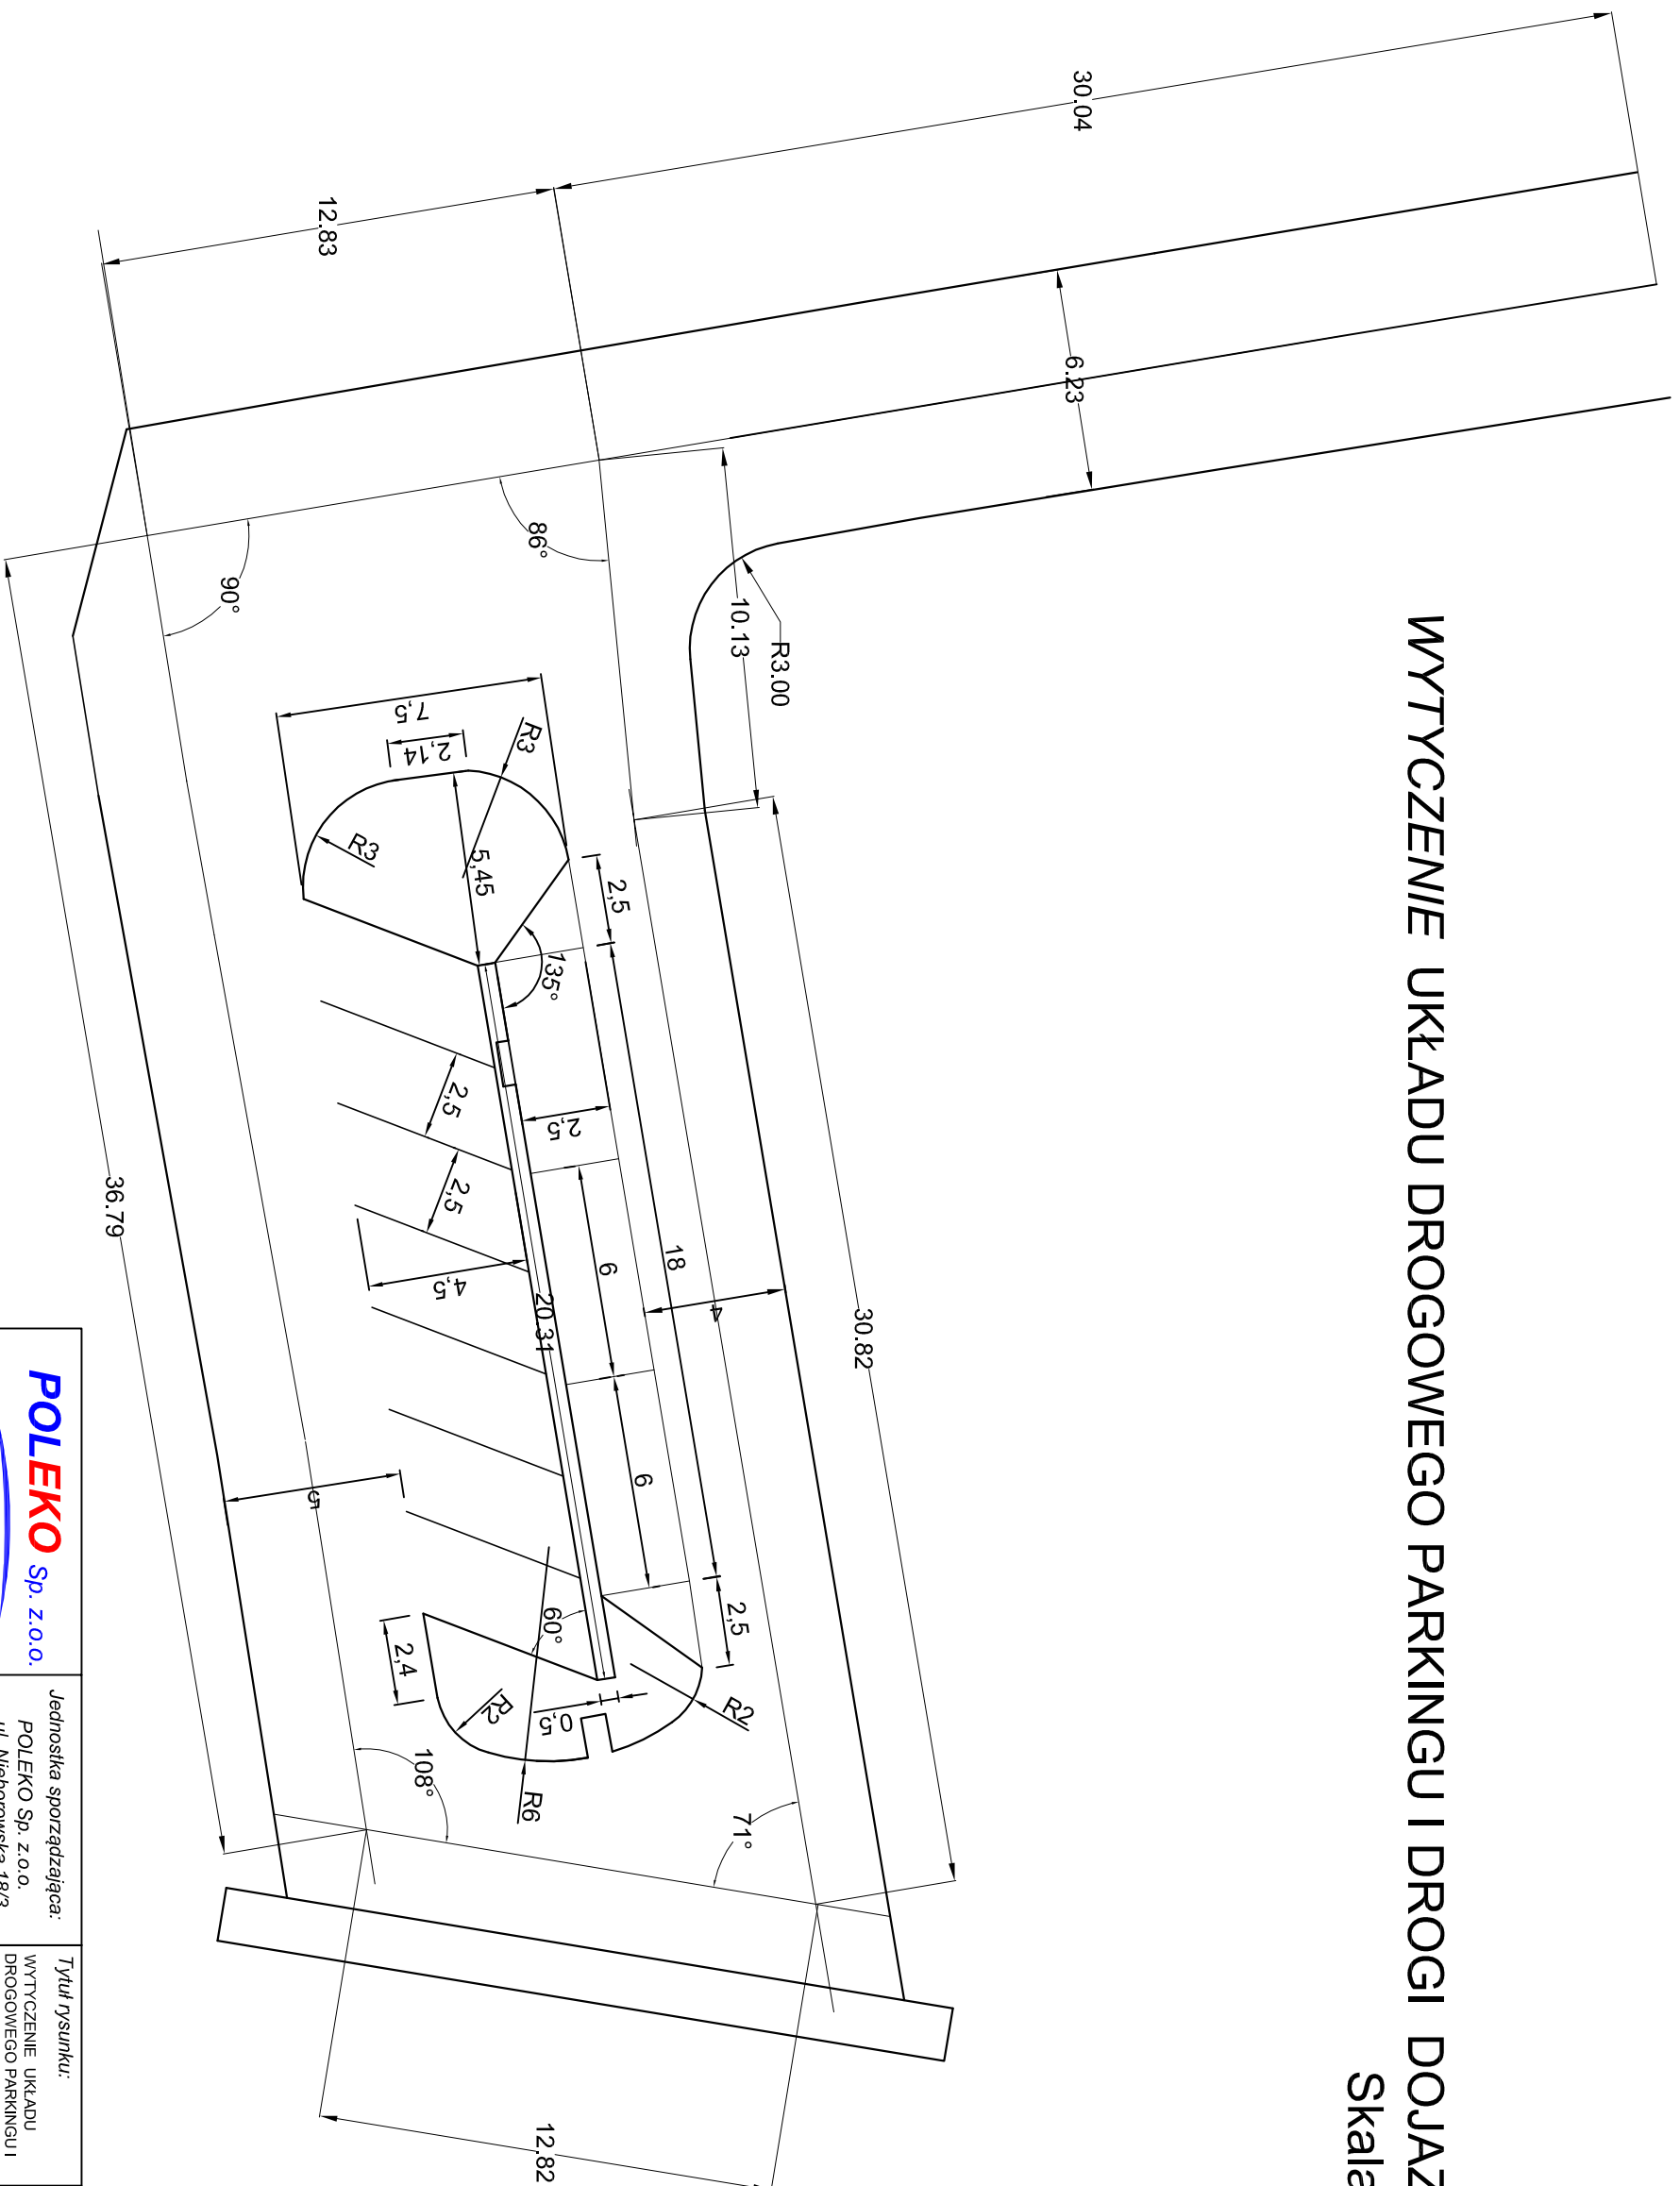 WYTYCZENIE UKŁADU DROGOWEGO PARKINGU I DROGI
Skala
30.04
12.83
6.23
86°
90°
10.13
R3.00
7,5
2,14
R3
R3
5,45
2,5
135°
2,5
2,5
2,5
18
6
6
4
4,5
20.31
30.82
36.79
5
2,5
60°
2,4
R2
R2
0,5
R6
108°
71°
12.82
POLEKO Sp. z.o.o.
Jednostka sporządzająca:
POLEKO Sp. z.o.o.
Tytuł rysunku:
WYTYCZENIE UKŁADU
DROGOWEGO PARKINGU I